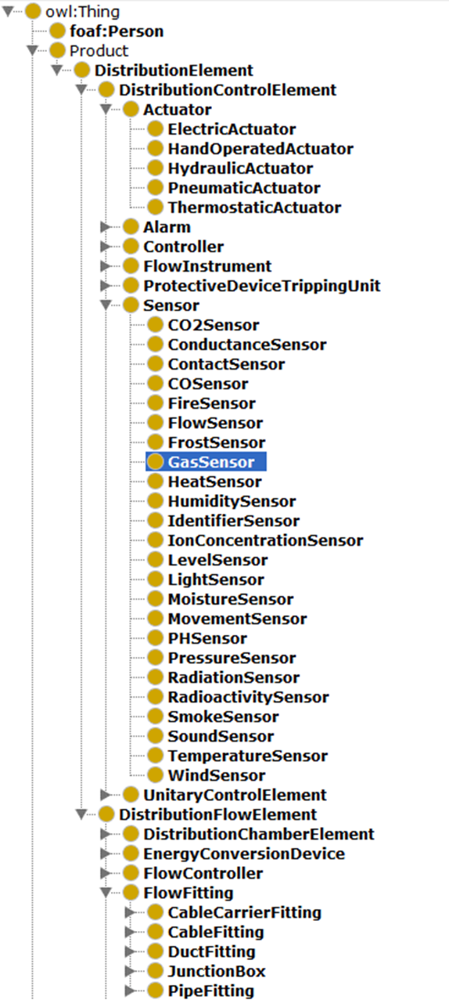 owl:Thing
foaf:Person
Product
DistributionElement
DistributionControlElement
Actuator
ElectricActuator
HandOperatedActuator
HydraulicActuator
PneumaticActuator
ThermostaticActuator
Alarm
Controller
FlowInstrument
ProtectiveDeviceTrippingUnit
Sensor
CO2Sensor
ConductanceSensor
ContactSensor
COSensor
FireSensor
FlowSensor
FrostSensor
GasSensor
HeatSensor
HumiditySensor
IdentifierSensor
IonConcentrationSensor
LevelSensor
LightSensor
MoistureSensor
MovementSensor
PHSensor
PressureSensor
RadiationSensor
RadioactivitySensor
SmokeSensor
SoundSensor
TemperatureSensor
WindSensor
UnitaryControlElement
DistributionFlowElement
DistributionChamberElement
EnergyConversionDevice
FlowController
FlowFitting
CableCarrierFitting
CableFitting
DuctFitting
JunctionBox
PipeFitting